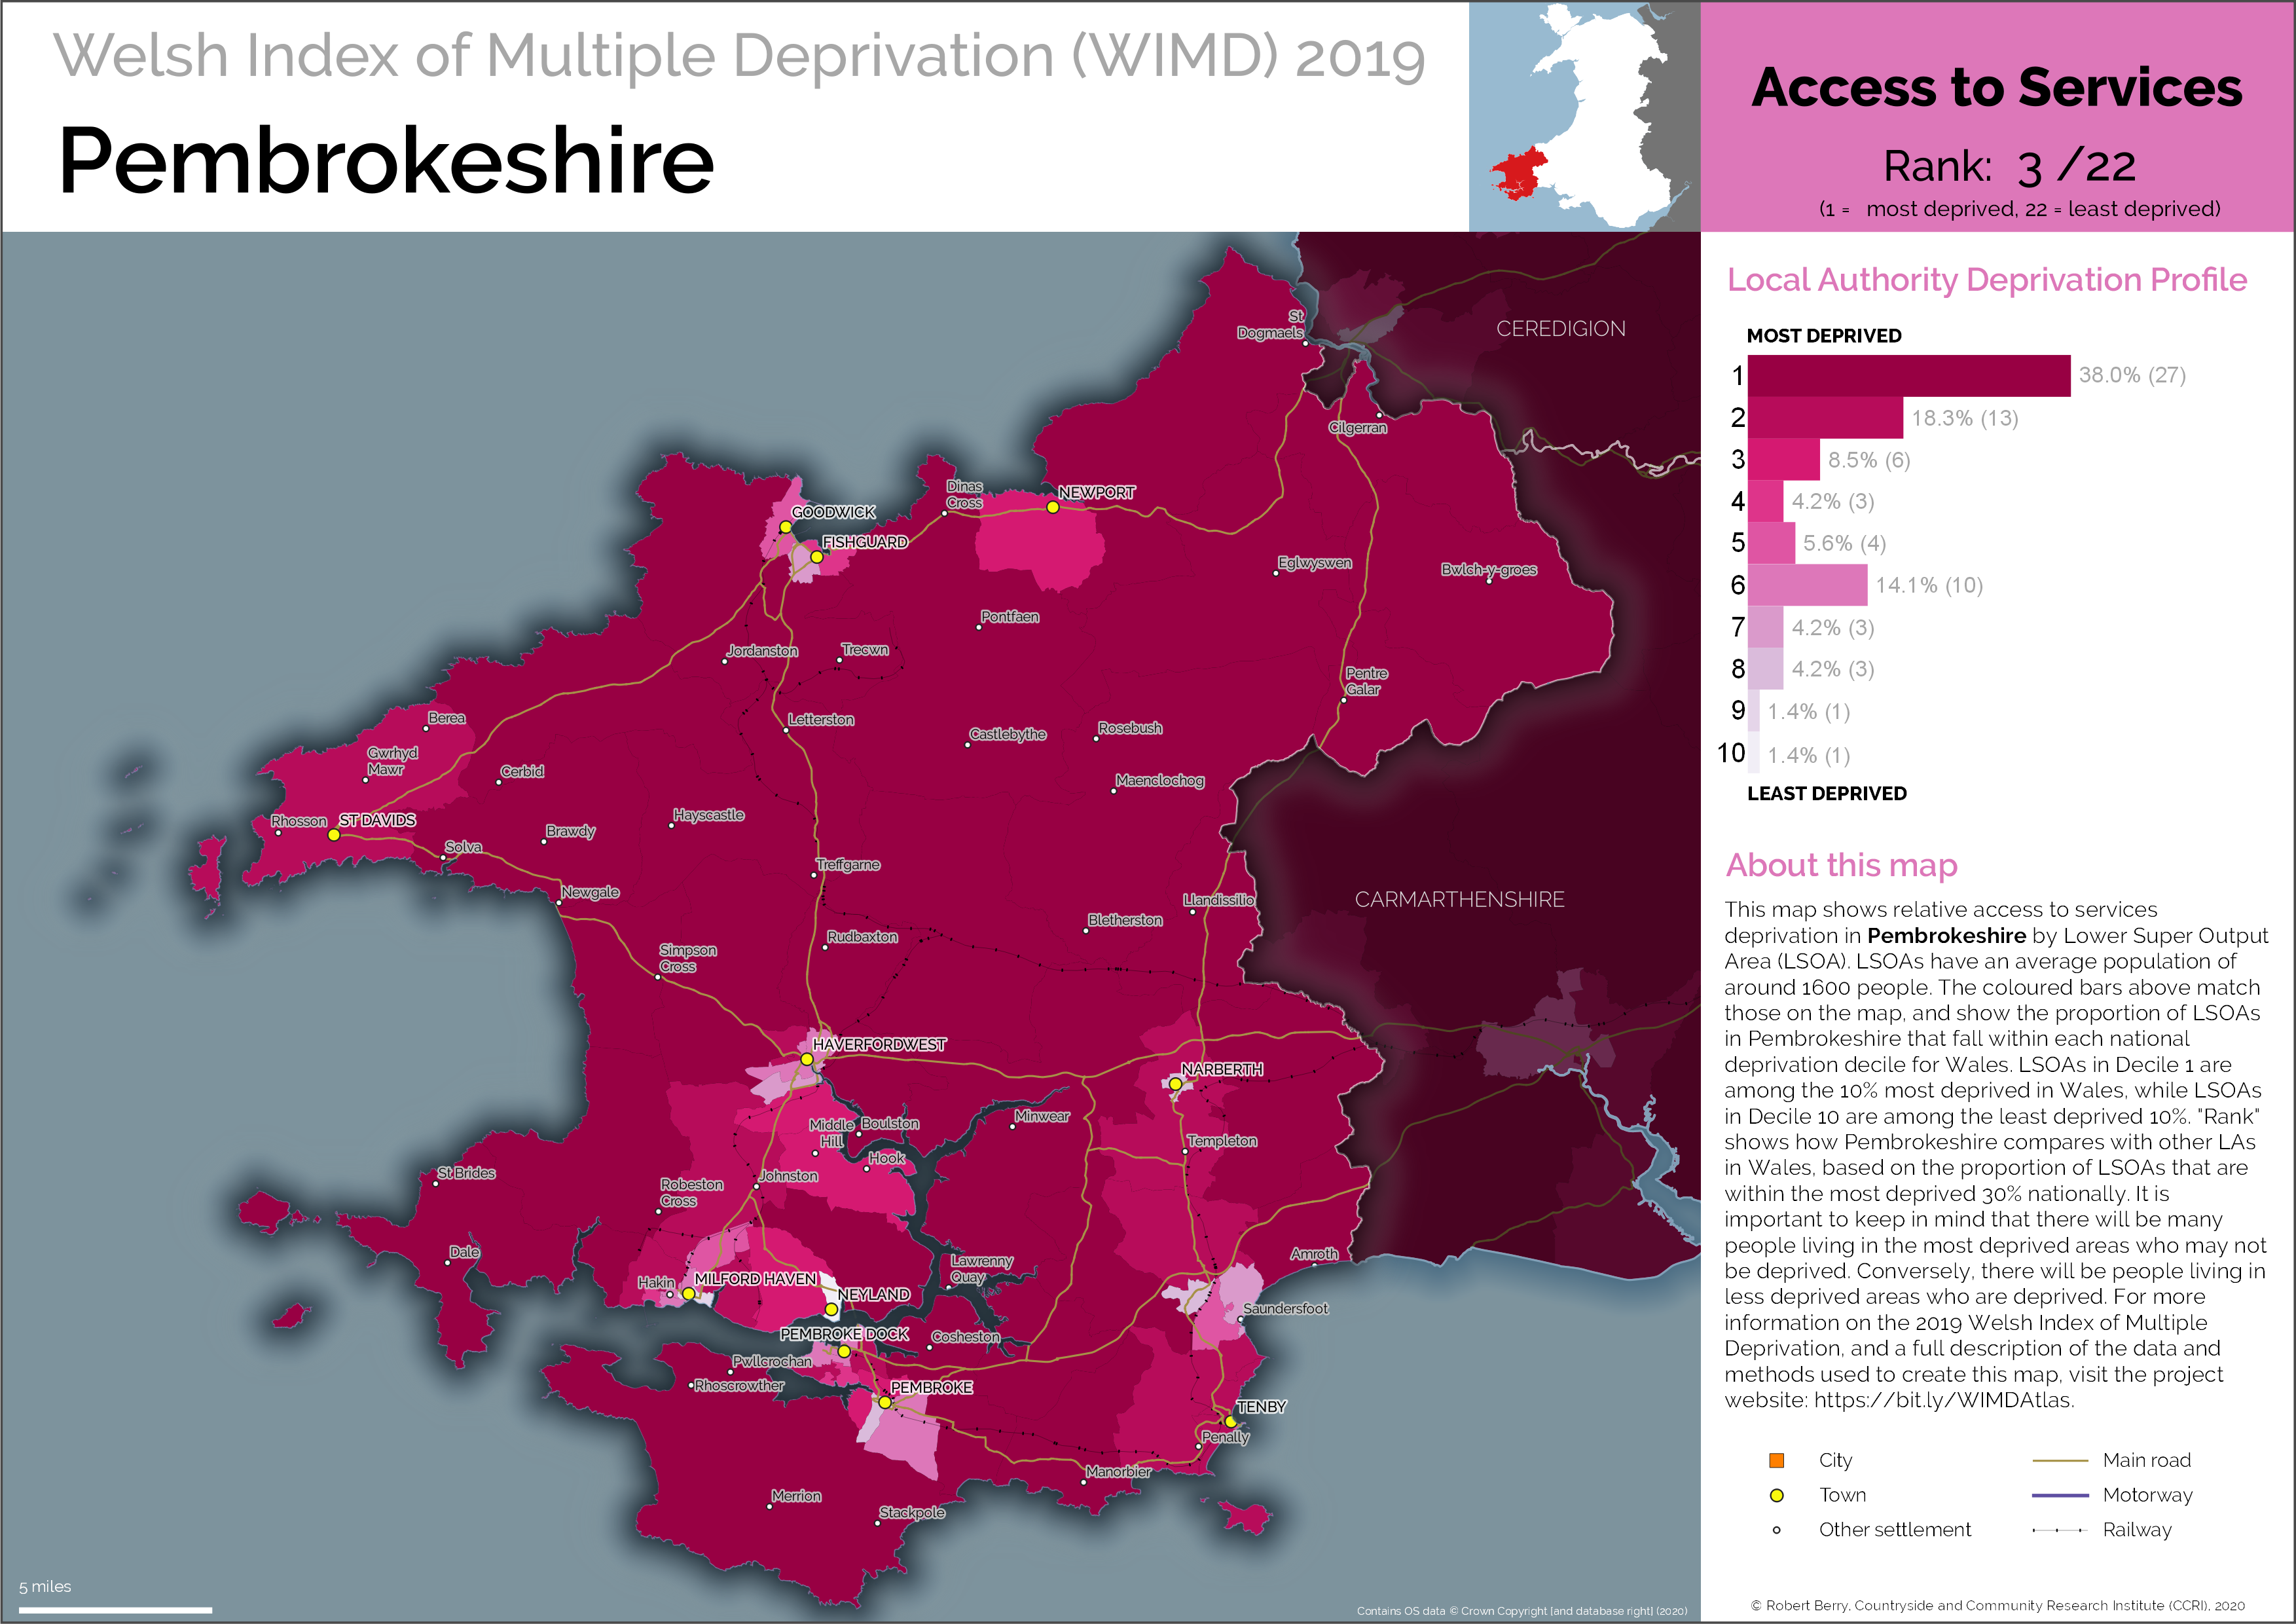 Welsh Index of Multiple Deprivation (WIMD) 2019
Pembrokeshire
Access to Services
Rank: 3 /22
(1 = most deprived, 22 = least deprived)
CEREDIGION
St
Dogmaels
Cilgerran
Dinas
Cross
NEWPORT
GOODWICK
FISHGUARD
Eglwyswen
Bwlch-y-groes
Pontfaen
Jordanston
Trecwn
Pentre
Galar
Berea
Letterston
Castlebythe
Rosebush
Gwrhyd
Mawr
Cerbid
Maenclochog
Rhosson
ST DAVIDS
Hayscastle
Brawdy
Solva
Treffgarne
Newgale
Llandissilio
CARMARTHENSHIRE
Bletherston
Rudbaxton
Simpson
Cross
HAVERFORDWEST
NARBERTH
Minwear
Middle
Hill
Boulston
Templeton
Hook
St Brides
Johnston
Robeston
Cross
Dale
Amroth
Lawrenny
Quay
Hakin
MILFORD HAVEN
NEYLAND
Saundersfoot
PEMBROKE DOCK
Cosheston
Pwllcrochan
Rhoscrowther
PEMBROKE
TENBY
Penally
Manorbier
Merrion
Stackpole
5 miles
Contains OS data © Crown Copyright [and database right] (2020)
Local Authority Deprivation Profile
MOST DEPRIVED
1 38.0% (27)
2 18.3% (13)
3 8.5% (6)
4 4.2% (3)
5 5.6% (4)
6 14.1% (10)
7 4.2% (3)
8 4.2% (3)
9 1.4% (1)
10 1.4% (1)
LEAST DEPRIVED
About this map
This map shows relative access to services
deprivation in Pembrokeshire by Lower Super Output
Area (LSOA). LSOAs have an average population of
around 1600 people. The coloured bars above match
those on the map, and show the proportion of LSOAs
in Pembrokeshire that fall within each national
deprivation decile for Wales. LSOAs in Decile 1 are
among the 10% most deprived in Wales, while LSOAs
in Decile 10 are among the least deprived 10%. "Rank"
shows how Pembrokeshire compares with other LAs
in Wales, based on the proportion of LSOAs that are
within the most deprived 30% nationally. It is
important to keep in mind that there will be many
people living in the most deprived areas who may not
be deprived. Conversely, there will be people living in
less deprived areas who are deprived. For more
information on the 2019 Welsh Index of Multiple
Deprivation, and a full description of the data and
methods used to create this map, visit the project
website: https://bit.ly/WIMDAtlas.
City
Town
Other settlement
Main road
Motorway
Railway
© Robert Berry, Countryside and Community Research Institute (CCRI), 2020